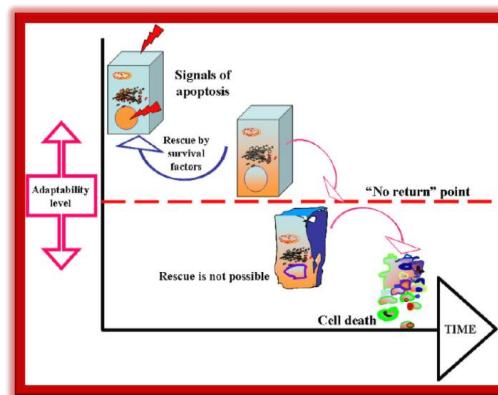 Signals of
apoptosis
Rescue by
survival
factors
Adaptability
level
“No return” point
Rescue is not possible
Cell death
TIME